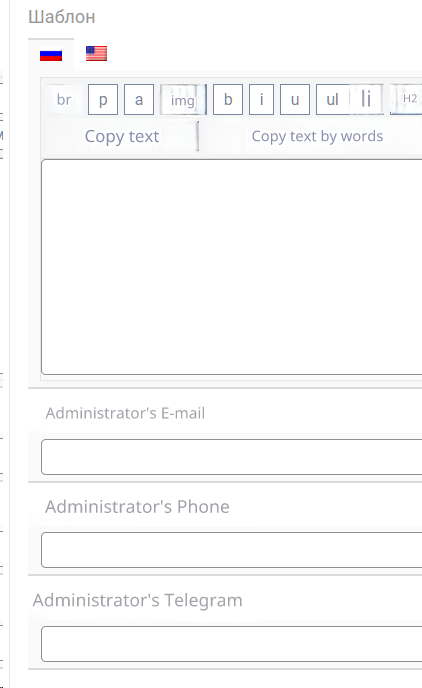 Шаблон
br p a img b i u ul li H2
Copy text Copy text by words
Administrator's E-mail
Administrator's Phone
Administrator's Telegram